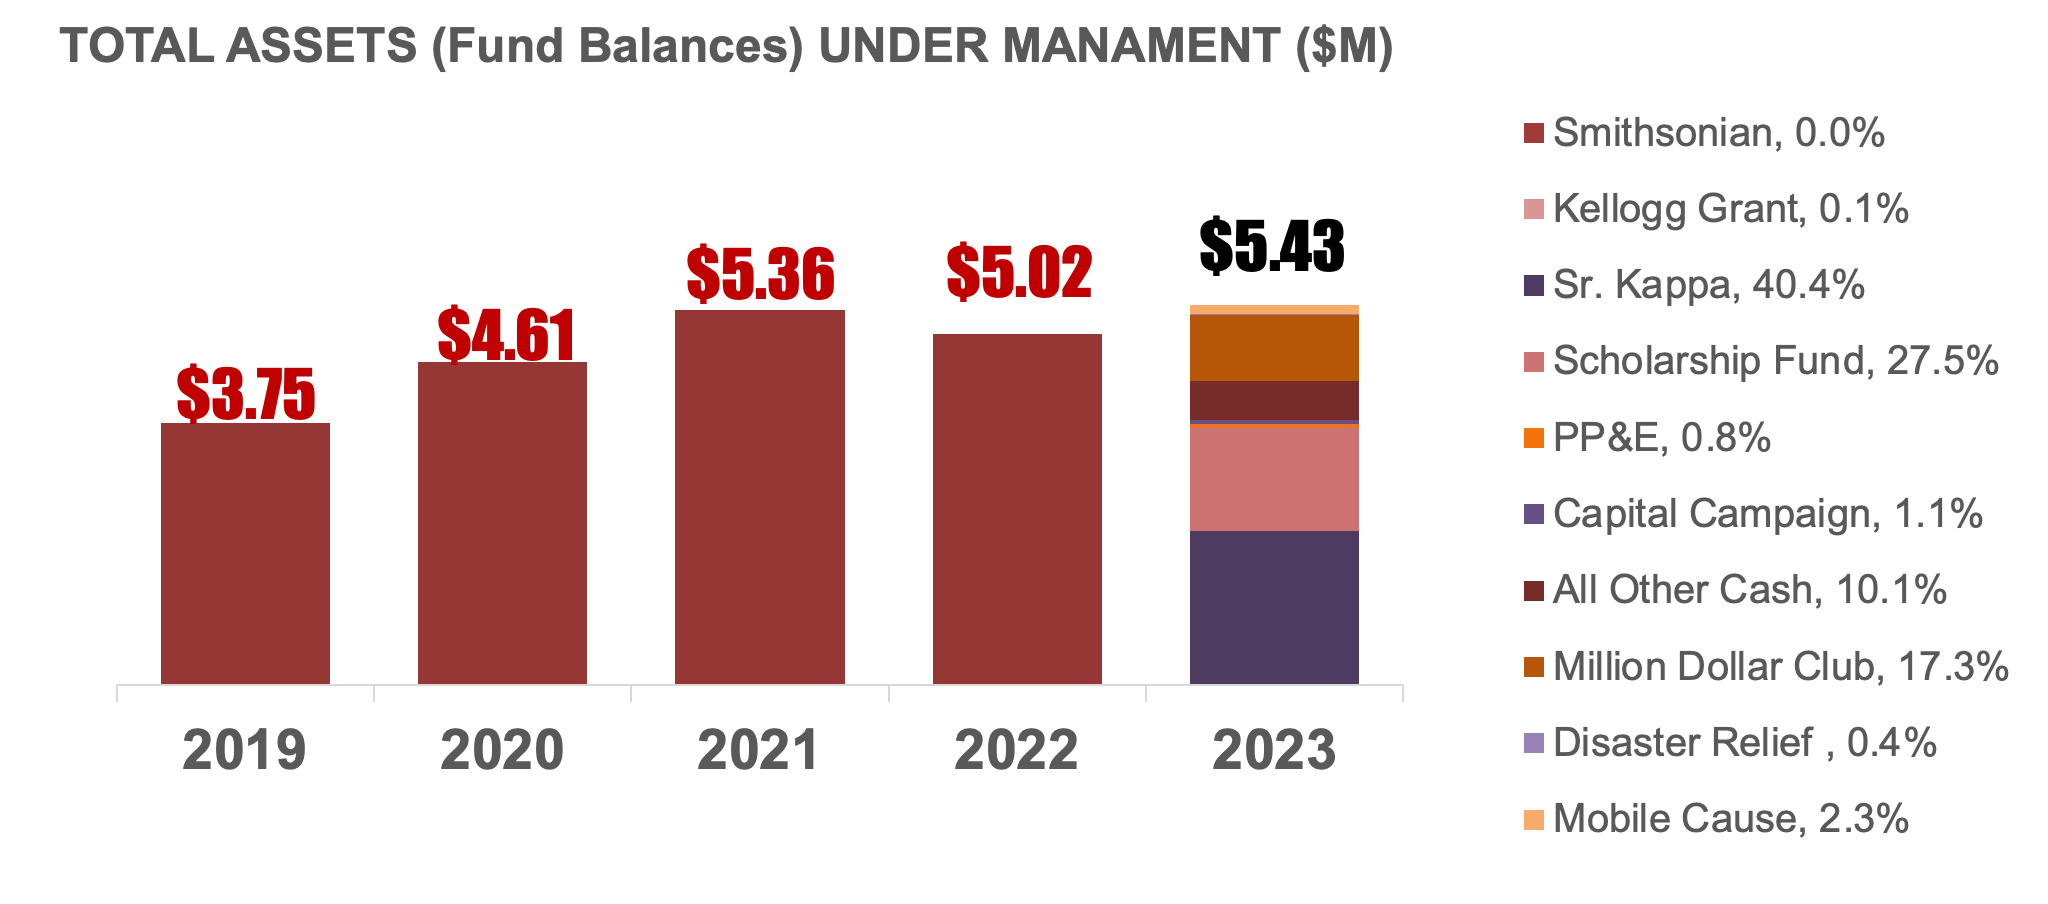 TOTAL ASSETS (Fund Balances) UNDER MANAMENT ($M)
$3.75
$4.61
$5.36
$5.02
$5.43
2019
2020
2021
2022
2023
Smithsonian, 0.0%
Kellogg Grant, 0.1%
Sr. Kappa, 40.4%
Scholarship Fund, 27.5%
PP&E, 0.8%
Capital Campaign, 1.1%
All Other Cash, 10.1%
Million Dollar Club, 17.3%
Disaster Relief , 0.4%
Mobile Cause, 2.3%